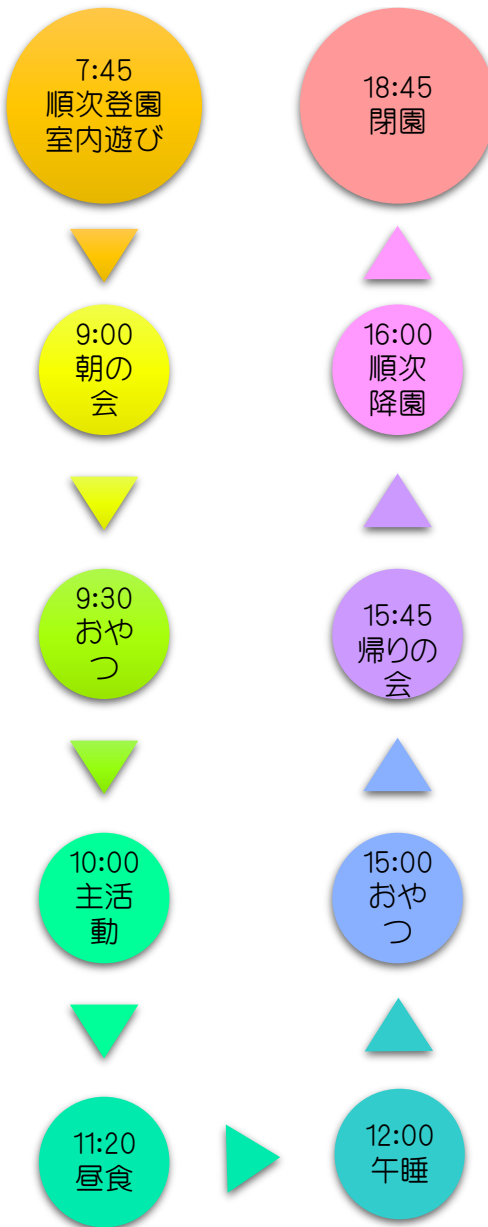 7:45
順次登園
室内遊び
9:00
朝の
会
9:30
おや
つ
10:00
主活
動
11:20
昼食
12:00
午睡
15:00
おや
つ
15:45
帰りの
会
16:00
順次
降園
18:45
閉園